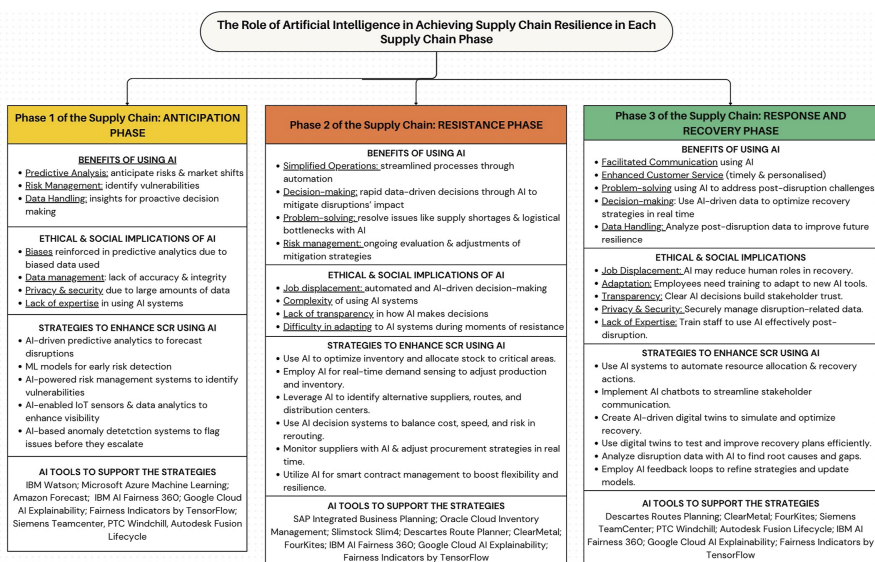 The Role of Artificial Intelligence in Achieving Supply Chain Resilience in Each
Supply Chain Phase
Phase 1 of the Supply Chain: ANTICIPATION
PHASE
BENEFITS OF USING AI
• Predictive Analysis: anticipate risks & market shifts
• Risk Management: identify vulnerabilities
• Data Handling: insights for proactive decision
making
ETHICAL & SOCIAL IMPLICATIONS OF AI
• Biases reinforced in predictive analytics due to
biased data used
• Data management: lack of accuracy & integrity
• Privacy & security due to large amounts of data
• Lack of expertise in using AI systems
STRATEGIES TO ENHANCE SCR USING AI
• AI-driven predictive analytics to forecast
disruptions
• ML models for early risk detection
• AI-powered risk management systems to identify
vulnerabilities
• AI-enabled IoT sensors & data analytics to
enhance visibility
• AI-based anomaly detetction systems to flag
issues before they escalate
AI TOOLS TO SUPPORT THE STRATEGIES
IBM Watson; Microsoft Azure Machine Learning;
Amazon Forecast; IBM AI Fairness 360; Google Cloud
AI Explainability; Fairness Indicators by TensorFlow;
Siemens Teamcenter, PTC Windchill, Autodesk Fusion
Lifecycle
Phase 2 of the Supply Chain: RESISTANCE PHASE
BENEFITS OF USING AI
• Simplified Operations: streamlined processes through
automation
• Decision-making: rapid data-driven decisions through AI to
mitigate disruptions' impact
• Problem-solving: resolve issues like supply shortages & logistical
bottlenecks with AI
• Risk management: ongoing evaluation & adjustments of
mitigation strategies
ETHICAL & SOCIAL IMPLICATIONS OF AI
• Job displacement: automated and AI-driven decision-making
• Complexity of using AI systems
• Lack of transparency in how AI makes decisions
• Difficulty in adapting to AI systems during moments of resistance
STRATEGIES TO ENHANCE SCR USING AI
• Use AI to optimize inventory and allocate stock to critical areas.
• Employ AI for real-time demand sensing to adjust production
and inventory.
• Leverage AI to identify alternative suppliers, routes, and
distribution centers.
• Use AI decision systems to balance cost, speed, and risk in
rerouting.
• Monitor suppliers with AI & adjust procurement strategies in real
time.
• Utilize AI for smart contract management to boost flexibility and
resilience.
AI TOOLS TO SUPPORT THE STRATEGIES
SAP Integrated Business Planning; Oracle Cloud Inventory
Management; Slimstock Slim4; Descartes Route Planner; ClearMetal;
FourKites; IBM AI Fairness 360; Google Cloud AI Explainability;
Fairness Indicators by TensorFlow
Phase 3 of the Supply Chain: RESPONSE AND
RECOVERY PHASE
BENEFITS OF USING AI
• Facilitated Communication using AI
• Enhanced Customer Service (timely & personalised)
• Problem-solving using AI to address post-disruption challenges
• Decision-making: Use AI-driven data to optimize recovery
strategies in real time
• Data Handling: Analyze post-disruption data to improve future
resilience
ETHICAL & SOCIAL IMPLICATIONS
• Job Displacement: AI may reduce human roles in recovery.
• Adaptation: Employees need training to adapt to new AI tools.
• Transparency: Clear AI decisions build stakeholder trust.
• Privacy & Security: Securely manage disruption-related data.
• Lack of Expertise: Train staff to use AI effectively post-
disruption.
STRATEGIES TO ENHANCE SCR USING AI
• Use AI systems to automate resource allocation & recovery
actions.
• Implement AI chatbots to streamline stakeholder
communication.
• Create AI-driven digital twins to simulate and optimize
recovery.
• Use digital twins to test and improve recovery plans efficiently.
• Analyze disruption data with AI to find root causes and gaps.
• Employ AI feedback loops to refine strategies and update
models.
AI TOOLS TO SUPPORT THE STRATEGIES
Descartes Routes Planning; ClearMetal; FourKites; Siemens
TeamCenter; PTC Windchill; Autodesk Fusion Lifecycle; IBM AI
Fairness 360; Google Cloud AI Explainability; Fairness Indicators by
TensorFlow